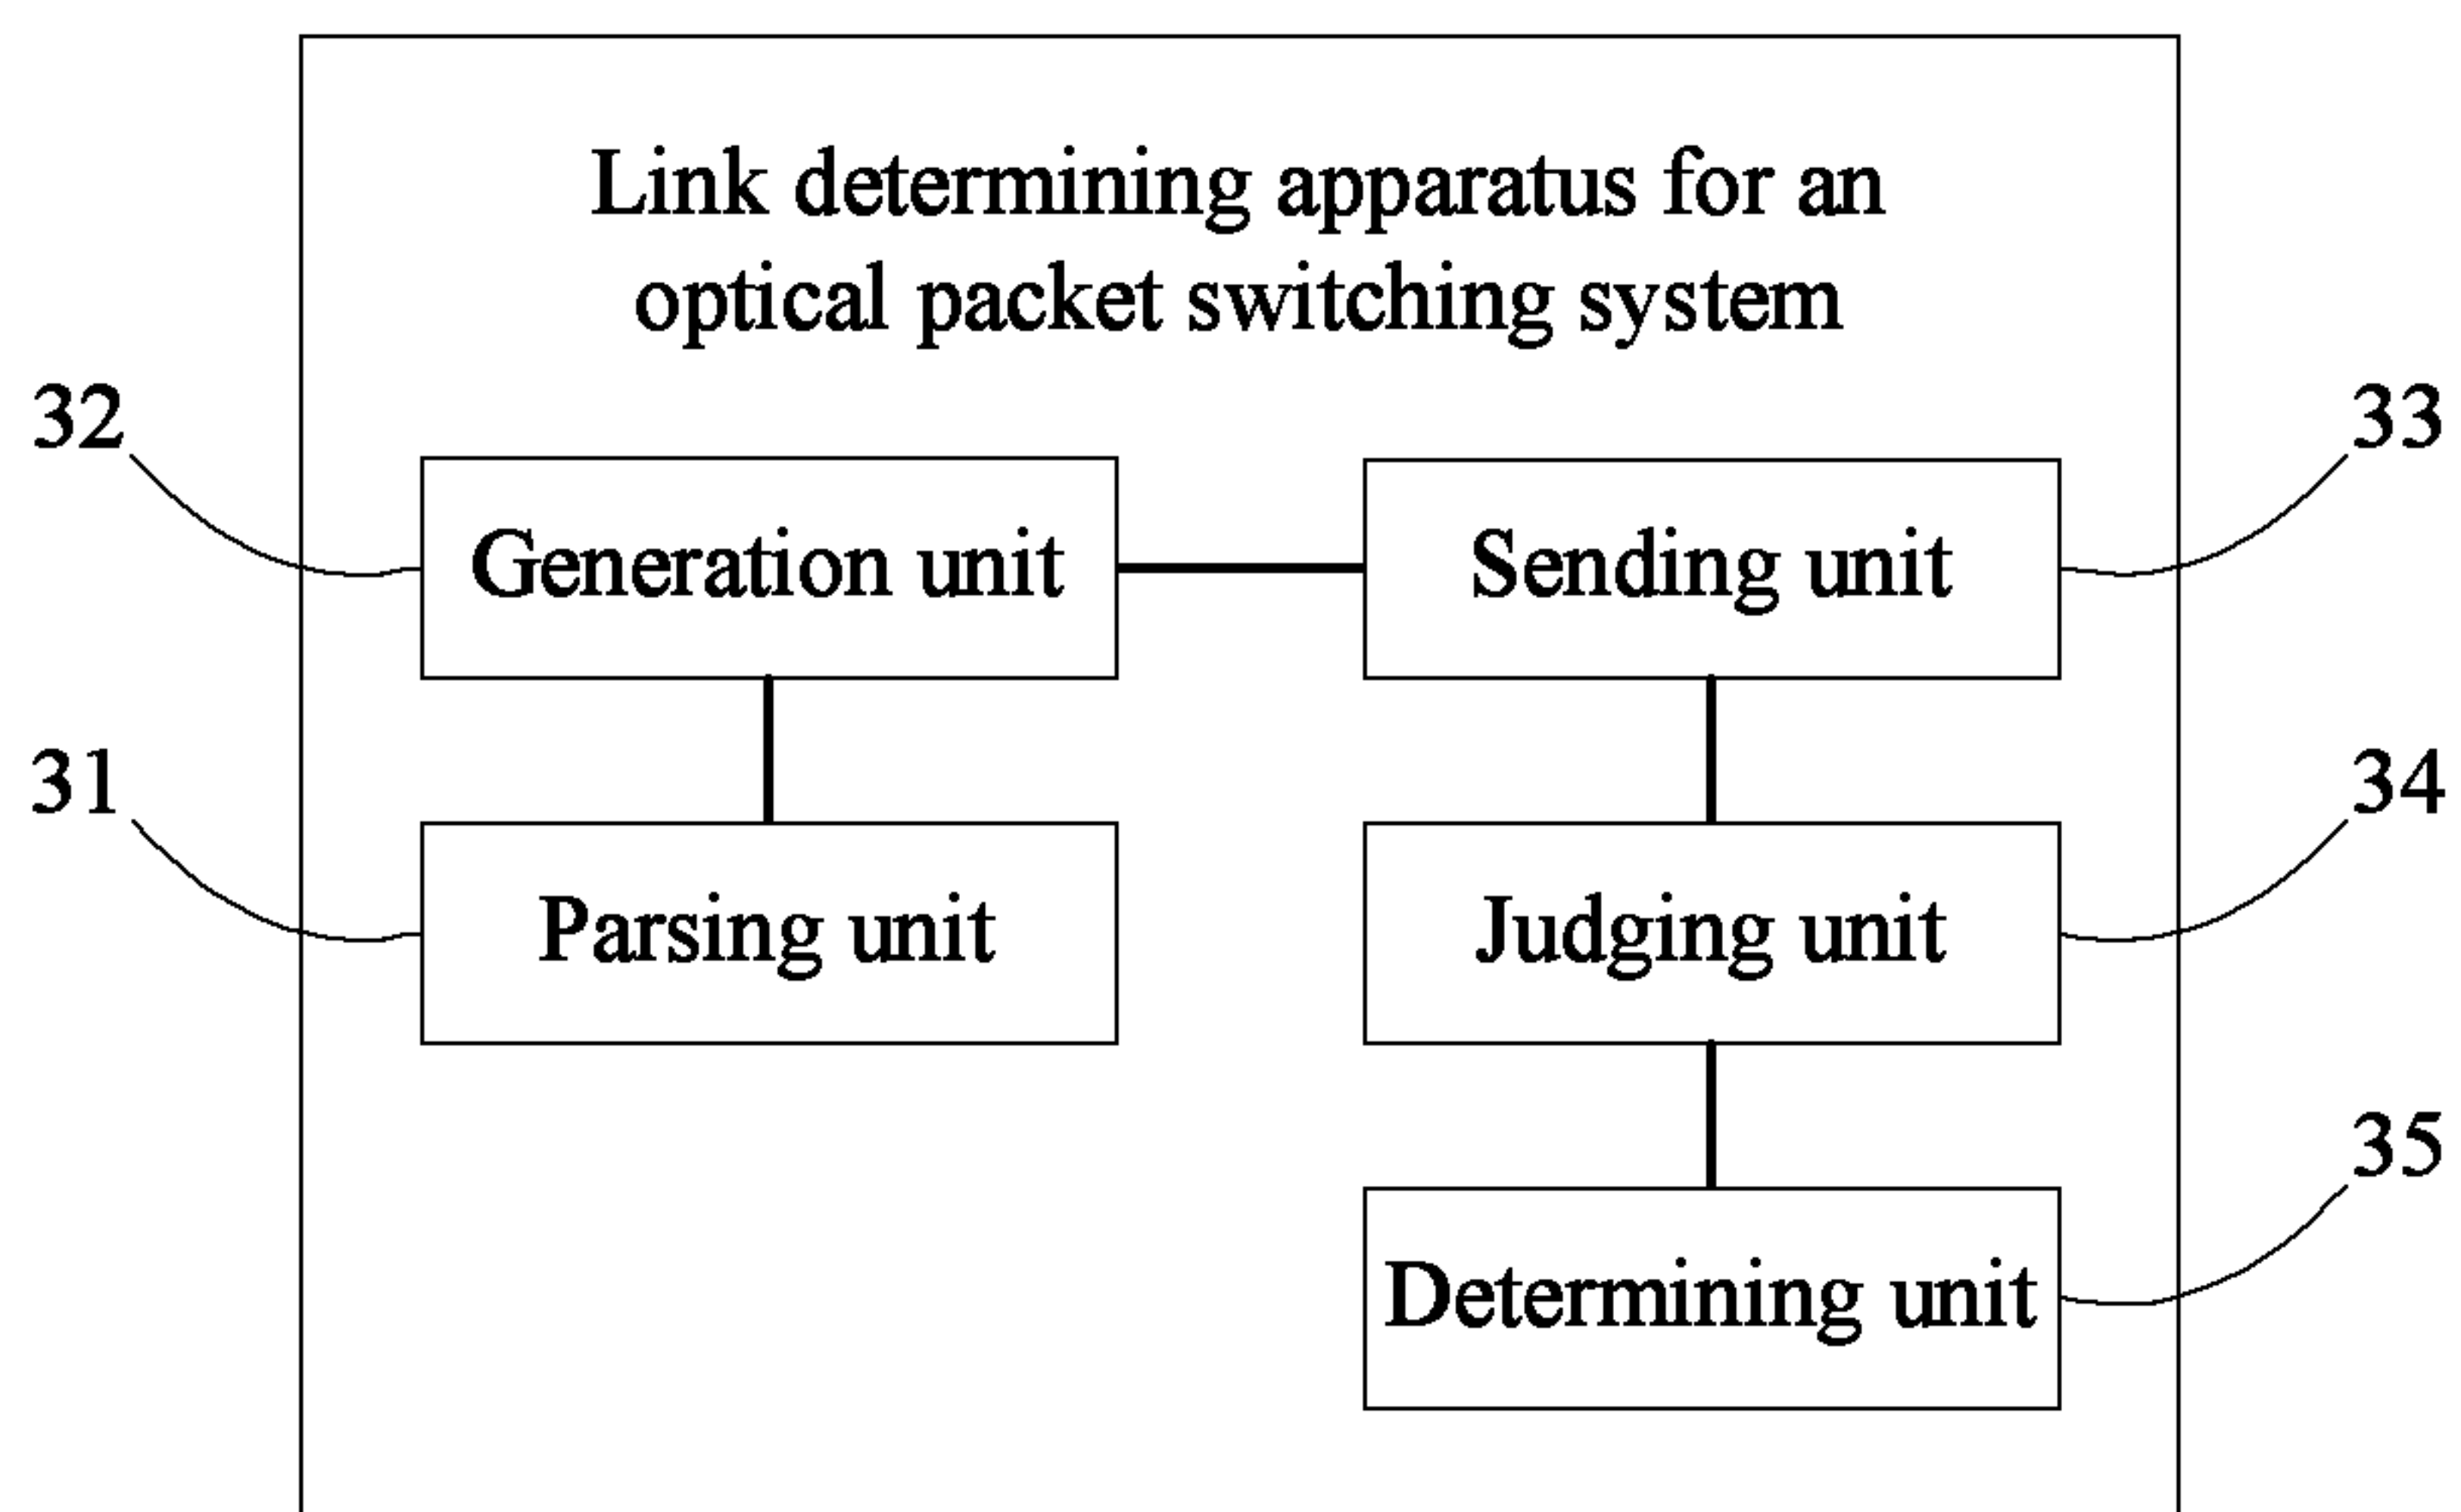 Link determining apparatus for an
optical packet switching system
32
33
Generation unit
Sending unit
31
34
Parsing unit
Judging unit
35
Determining unit